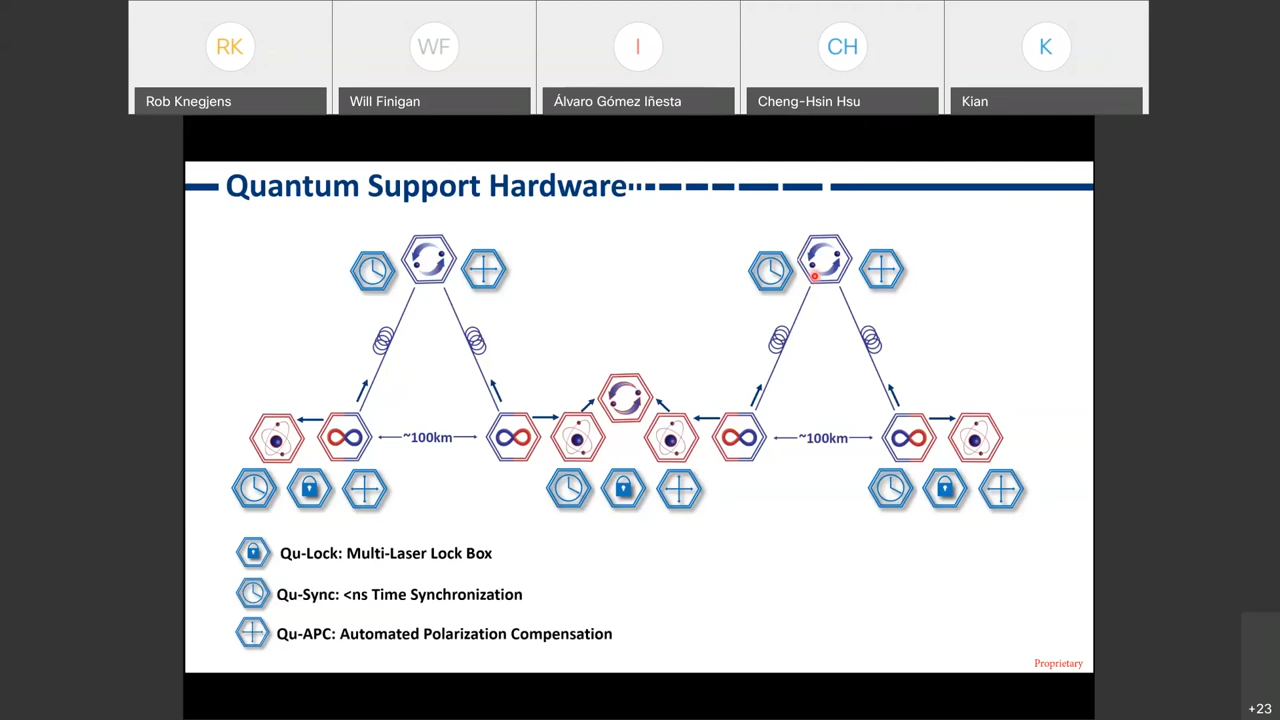 RK
WF
I
CH
K
Rob Knegjens
Will Finigan
Álvaro Gómez Iñesta
Cheng-Hsin Hsu
Kian
Quantum Support Hardware
~100km
~100km
Qu-Lock: Multi-Laser Lock Box
Qu-Sync: <ns Time Synchronization
Qu-APC: Automated Polarization Compensation
Proprietary
+23